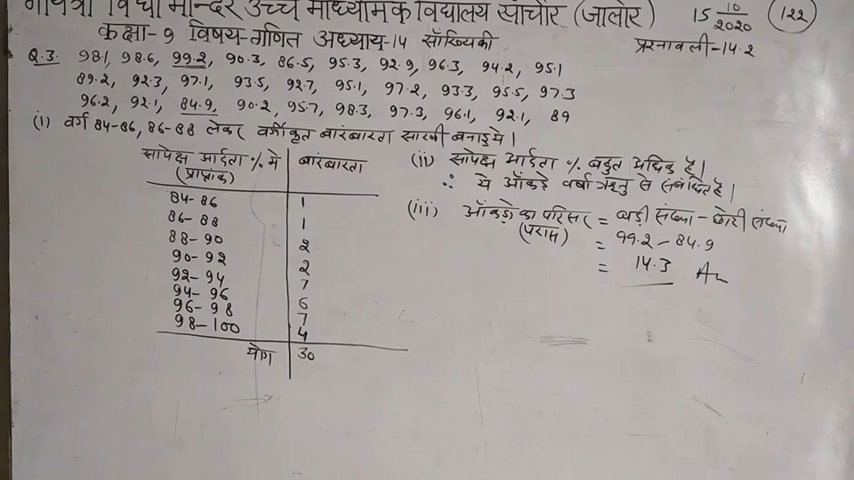 गायत्री विद्या मन्दिर उच्च माध्यमिक विद्यालय सांचोर (जालोर) 15 10/2020 (122)
कक्षा-9 विषय-गणित अध्याय-14 सांख्यिकी प्रश्नावली-14.2
Q.3. 98.1, 98.6, 99.2, 90.3, 86.5, 95.3, 92.9, 96.3, 94.2, 95.1
89.2, 92.3, 97.1, 93.5, 92.7, 95.1, 97.2, 93.3, 95.5, 97.3
96.2, 92.1, 84.9, 90.2, 95.7, 98.3, 97.3, 96.1, 92.1, 89
(i) वर्ग 84-86, 86-88 लेकर वर्गीकृत बारंबारता सारणी बनाइये।
सापेक्ष आर्द्रता % में बारंबारता
(प्राप्तांक)
84-86 1
86-88 1
88-90 2
90-92 2
92-94 7
94-96 6
96-98 7
98-100 4
योग 30
(ii) सापेक्ष आर्द्रता % बहुत अधिक है।
∴ ये आँकड़े वर्षा ऋतु से संबंधित है।
(iii) आँकड़ो का परिसर = बड़ी संख्या - छोटी संख्या
(परास)
= 99.2 - 84.9
= 14.3 Ans